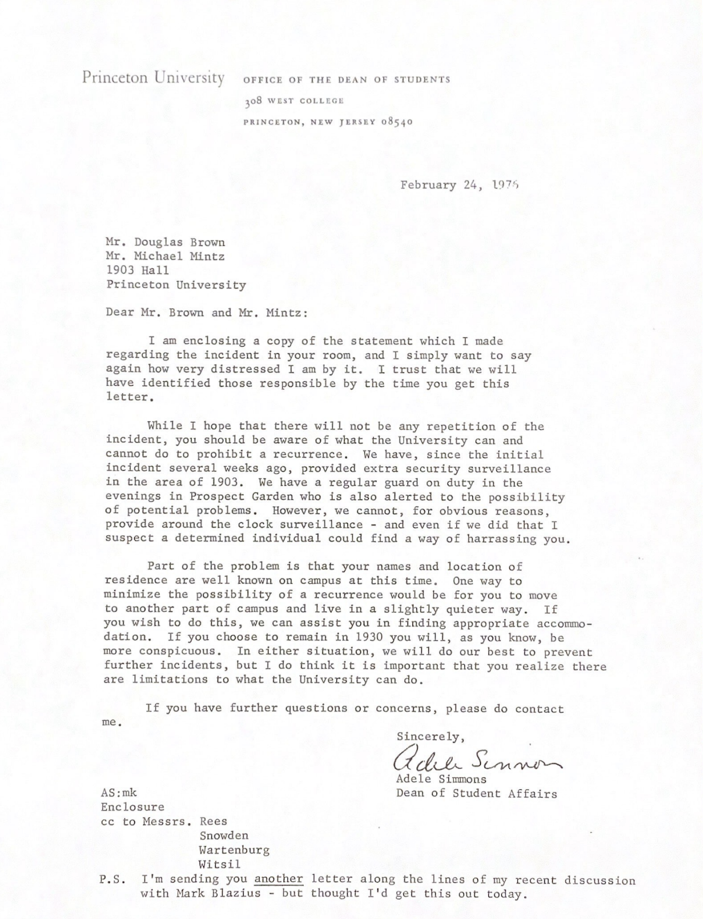 Princeton University OFFICE OF THE DEAN OF STUDENTS
308 WEST COLLEGE
PRINCETON, NEW JERSEY 08540
February 24, 1976
Mr. Douglas Brown
Mr. Michael Mintz
1903 Hall
Princeton University
Dear Mr. Brown and Mr. Mintz:
I am enclosing a copy of the statement which I made
regarding the incident in your room, and I simply want to say
again how very distressed I am by it. I trust that we will
have identified those responsible by the time you get this
letter.
While I hope that there will not be any repetition of the
incident, you should be aware of what the University can and
cannot do to prohibit a recurrence. We have, since the initial
incident several weeks ago, provided extra security surveillance
in the area of 1903. We have a regular guard on duty in the
evenings in Prospect Garden who is also alerted to the possibility
of potential problems. However, we cannot, for obvious reasons,
provide around the clock surveillance - and even if we did that I
suspect a determined individual could find a way of harrassing you.
Part of the problem is that your names and location of
residence are well known on campus at this time. One way to
minimize the possibility of a recurrence would be for you to move
to another part of campus and live in a slightly quieter way. If
you wish to do this, we can assist you in finding appropriate accommo-
dation. If you choose to remain in 1930 you will, as you know, be
more conspicuous. In either situation, we will do our best to prevent
further incidents, but I do think it is important that you realize there
are limitations to what the University can do.
If you have further questions or concerns, please do contact
me.
Sincerely,
Adele Simmons
Adele Simmons
Dean of Student Affairs
AS:mk
Enclosure
cc to Messrs. Rees
Snowden
Wartenburg
Witsil
P.S. I'm sending you another letter along the lines of my recent discussion
with Mark Blazius - but thought I'd get this out today.